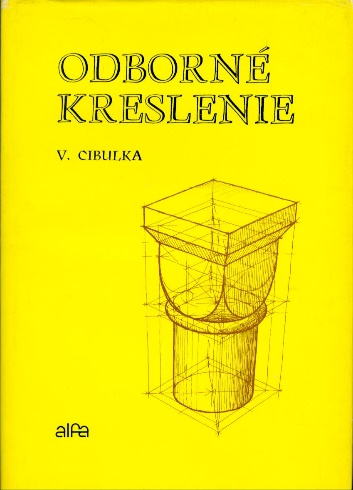 ODBORNÉ
KRESLENIE
V. CIBULKA
alfa